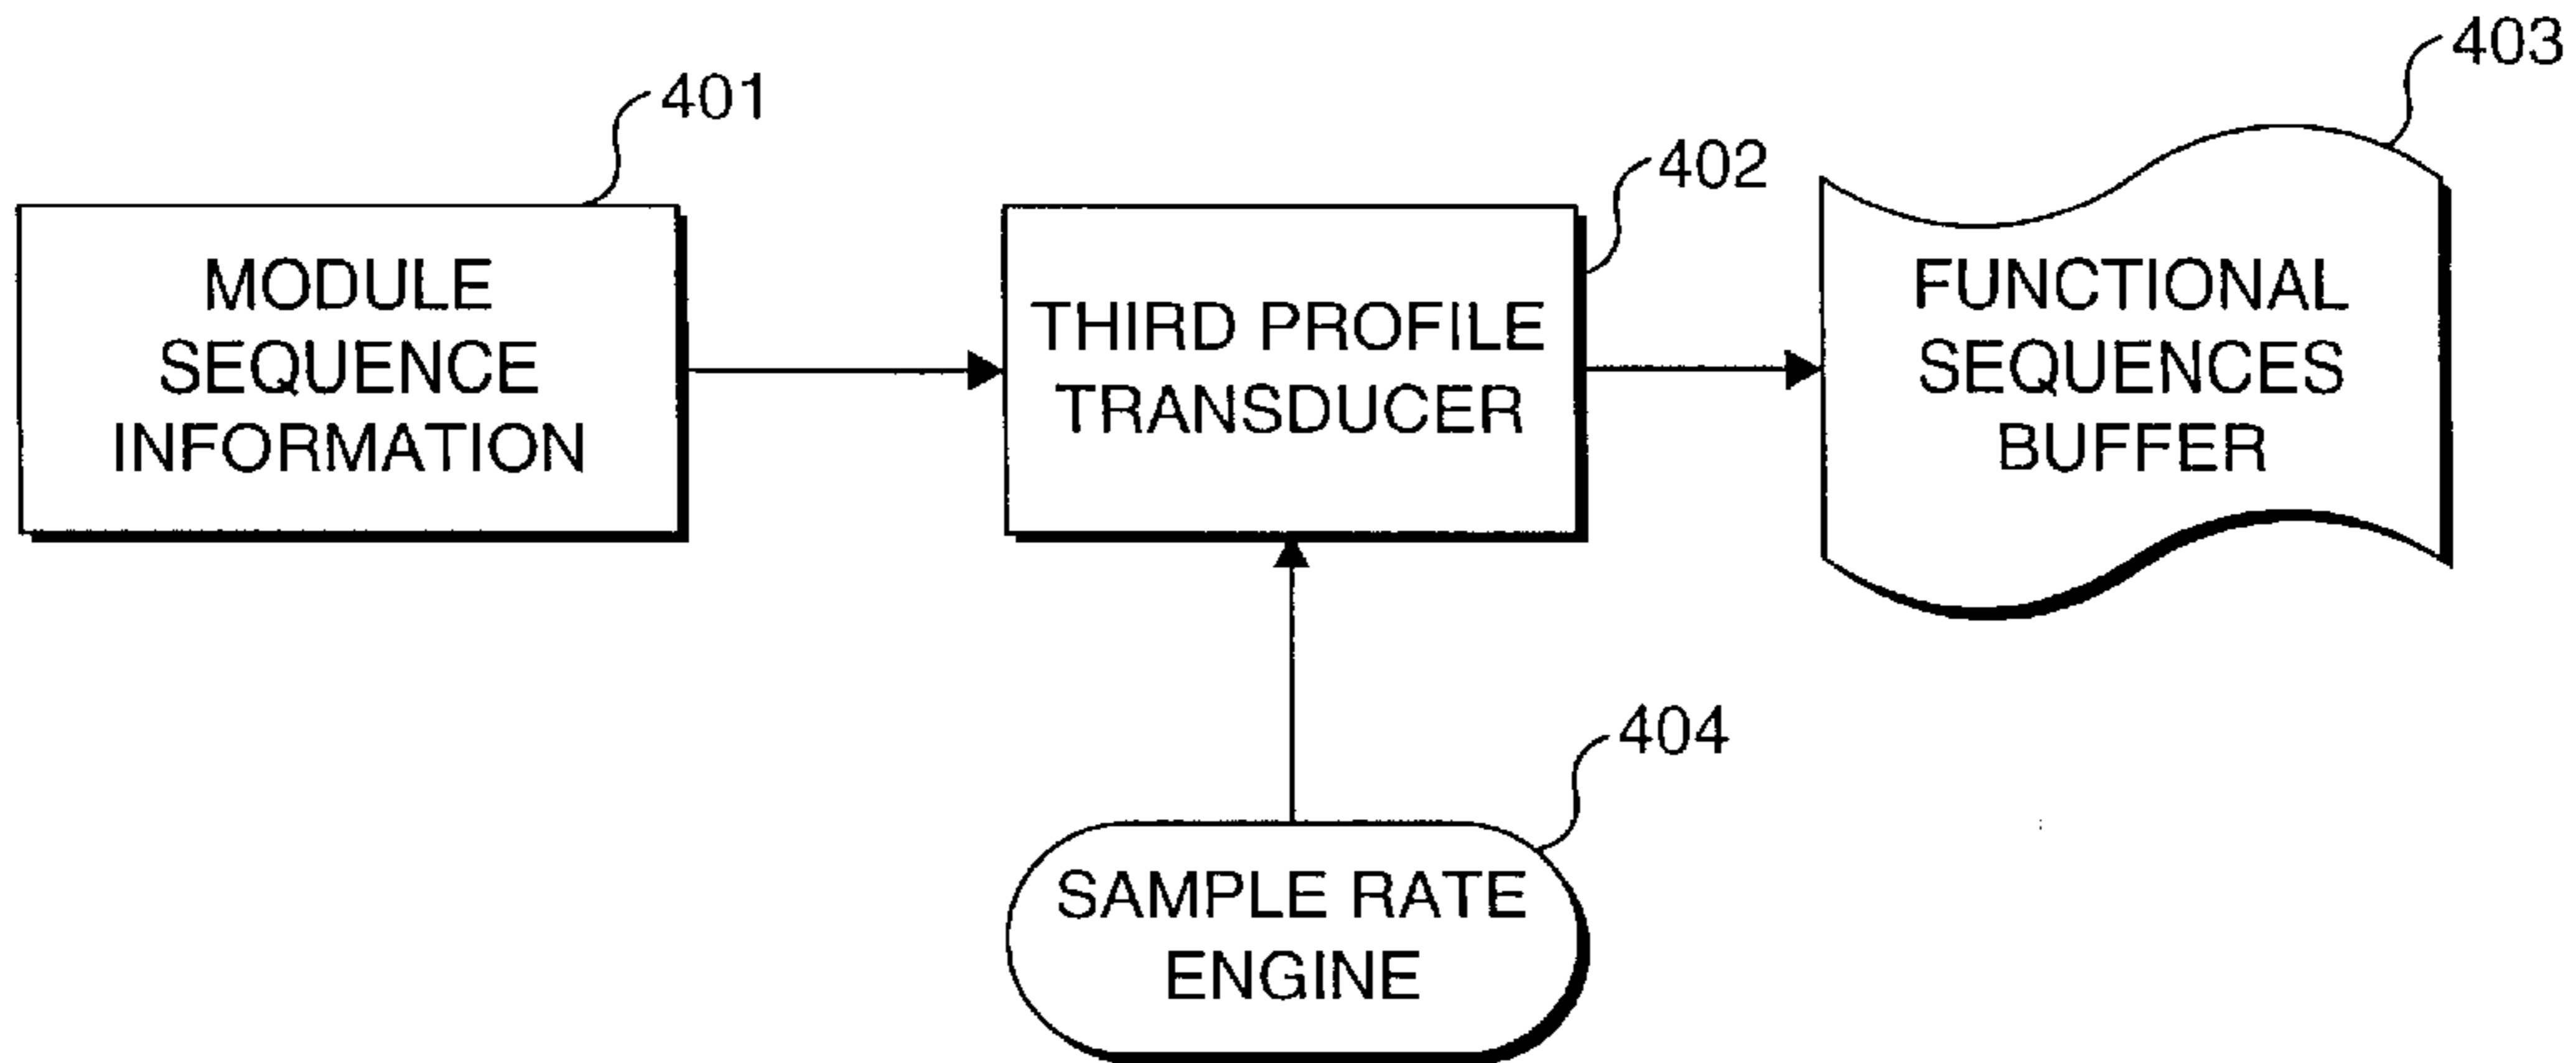 401
MODULE
SEQUENCE
INFORMATION
402
THIRD PROFILE
TRANSDUCER
403
FUNCTIONAL
SEQUENCES
BUFFER
404
SAMPLE RATE
ENGINE